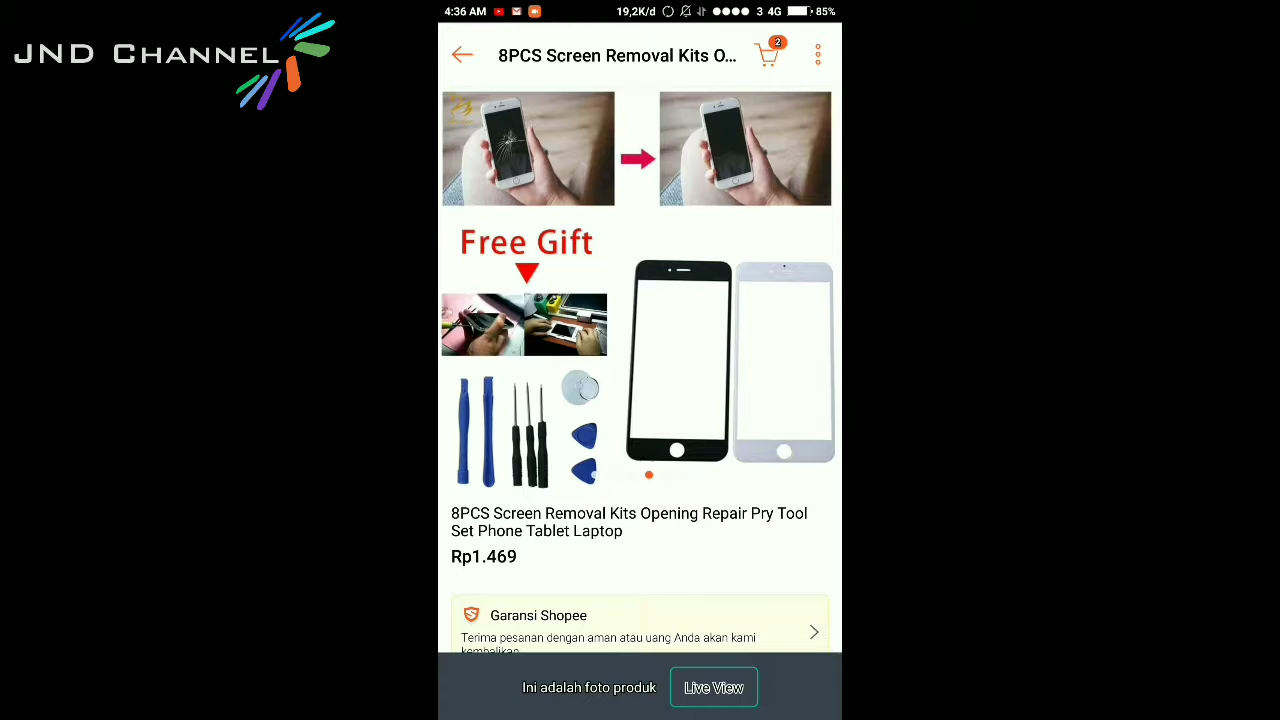 JND CHANNEL
4:36 AM 19,2K/d 3 4G 85%
8PCS Screen Removal Kits O... 2
Free Gift
8PCS Screen Removal Kits Opening Repair Pry Tool
Set Phone Tablet Laptop
Rp1.469
Garansi Shopee
Terima pesanan dengan aman atau uang Anda akan kami
kembalikan
Ini adalah foto produk Live View